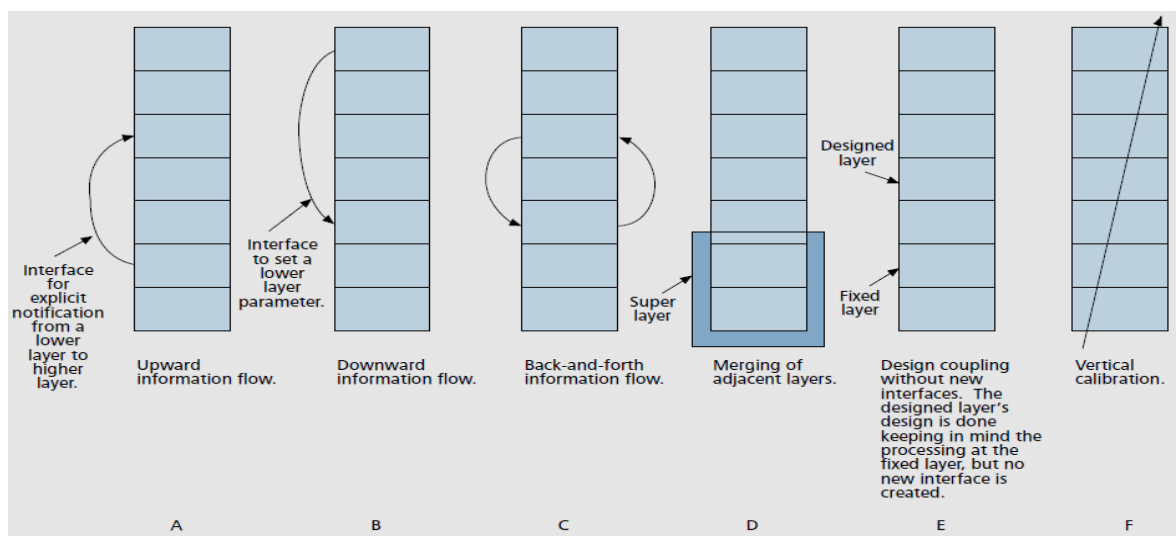 Interface
for
explicit
notification
from a
lower
layer to
higher
layer.
Upward
information flow.
A
Interface
to set a
lower
layer
parameter.
Downward
information flow.
B
Back-and-forth
information flow.
C
Super
layer
Merging of
adjacent layers.
D
Designed
layer
Fixed
layer
Design coupling
without new
interfaces. The
designed layer's
design is done
keeping in mind the
processing at the
fixed layer, but no
new interface is
created.
E
Vertical
calibration.
F